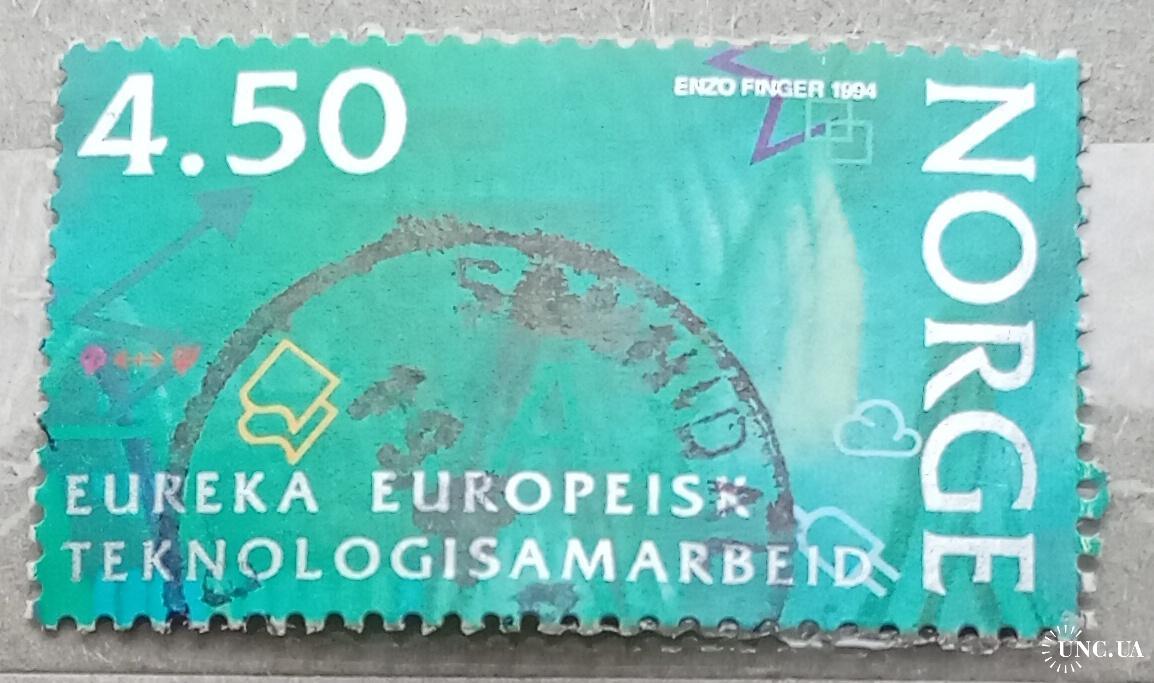 4.50
ENZO FINGER 1994
NORGE
EUREKA EUROPEISK
TEKNOLOGISAMARBEID
UNC.UA